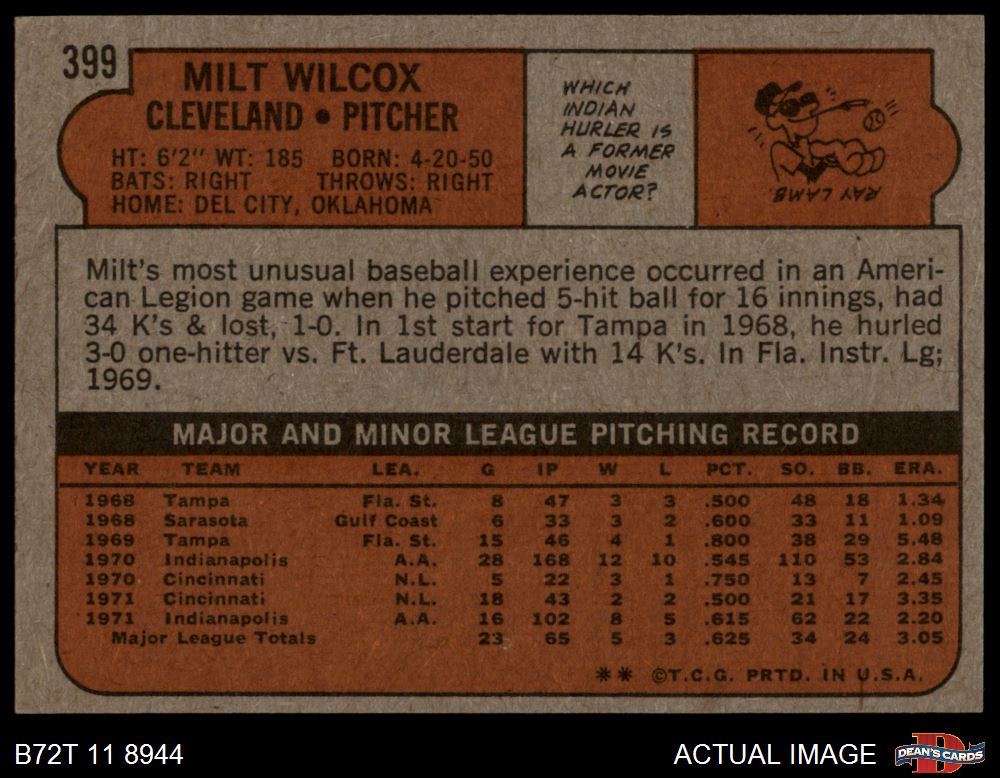 399
MILT WILCOX
CLEVELAND • PITCHER
HT: 6'2" WT: 185 BORN: 4-20-50
BATS: RIGHT THROWS: RIGHT
HOME: DEL CITY, OKLAHOMA
WHICH
INDIAN
HURLER IS
A FORMER
MOVIE
ACTOR?
RAY LAMB.
Milt's most unusual baseball experience occurred in an Ameri-
can Legion game when he pitched 5-hit ball for 16 innings, had
34 K's & lost, 1-0. In 1st start for Tampa in 1968, he hurled
3-0 one-hitter vs. Ft. Lauderdale with 14 K's. In Fla. Instr. Lg;
1969.
MAJOR AND MINOR LEAGUE PITCHING RECORD
YEAR TEAM LEA. G IP W L PCT. SO. BB. ERA.
1968 Tampa Fla. St. 8 47 3 3 .500 48 18 1.34
1968 Sarasota Gulf Coast 6 33 3 2 .600 33 11 1.09
1969 Tampa Fla. St. 15 46 4 1 .800 38 29 5.48
1970 Indianapolis A.A. 28 168 12 10 .545 110 53 2.84
1970 Cincinnati N.L. 5 22 3 1 .750 13 7 2.45
1971 Cincinnati N.L. 18 43 2 2 .500 21 17 3.35
1971 Indianapolis A.A. 16 102 8 5 .615 62 22 2.20
Major League Totals 23 65 5 3 .625 34 24 3.05
** ©T.C.G. PRTD. IN U.S.A.
B72T 11 8944
ACTUAL IMAGE
DEAN'S CARDS